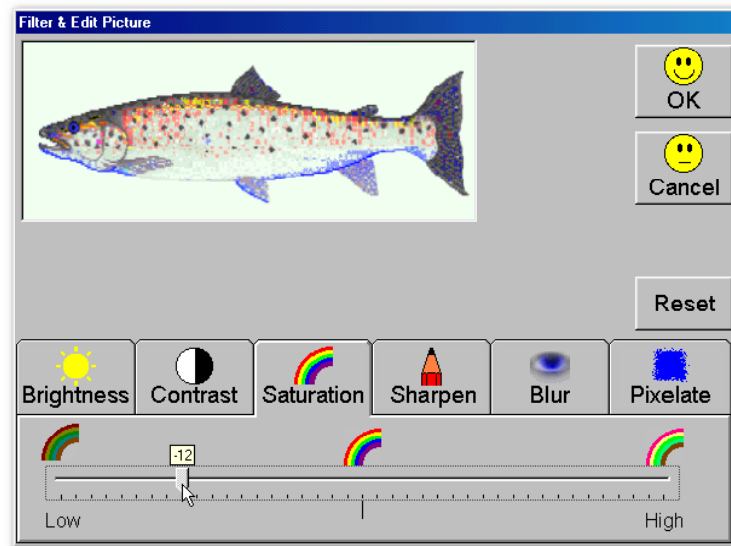 Filter & Edit Picture
OK
Cancel
Reset
Brightness
Contrast
Saturation
Sharpen
Blur
Pixelate
-12
Low
High